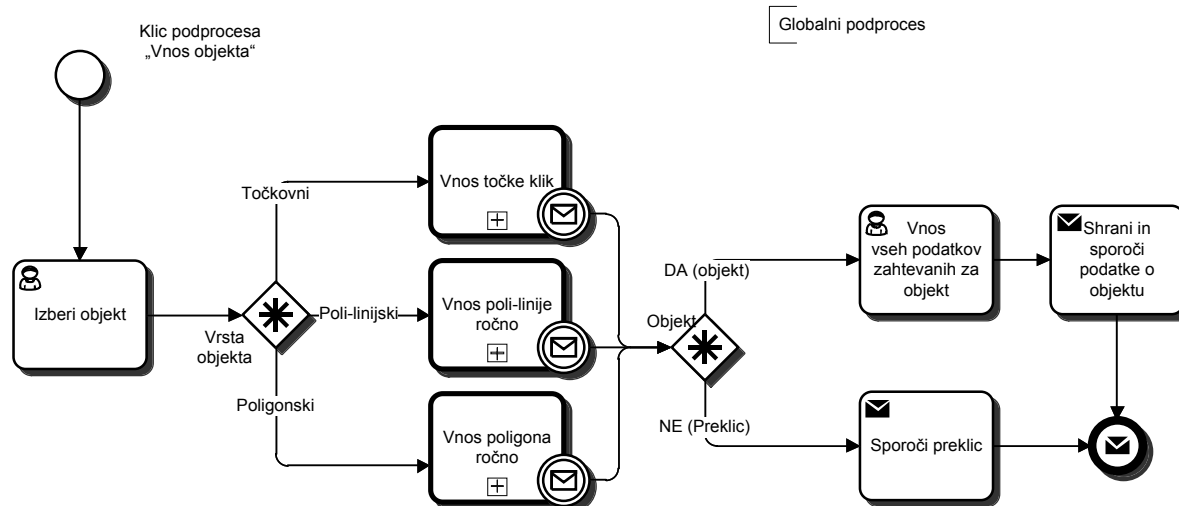 Klic podprocesa
„Vnos objekta“
Globalni podproces
Izberi objekt
Vrsta
objekta
Točkovni
Poli-linijski
Poligonski
Vnos točke klik
Vnos poli-linije
ročno
Vnos poligona
ročno
Objekt
DA (objekt)
NE (Preklic)
Vnos
vseh podatkov
zahtevanih za
objekt
Shrani in
sporoči
podatke o
objektu
Sporoči preklic